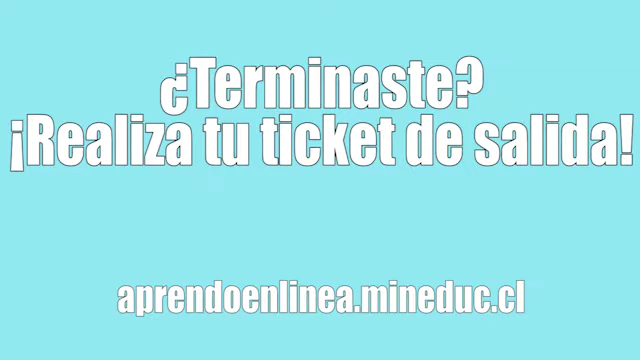 ¿Terminaste?
¡Realiza tu ticket de salida!
aprendoenlinea.mineduc.cl